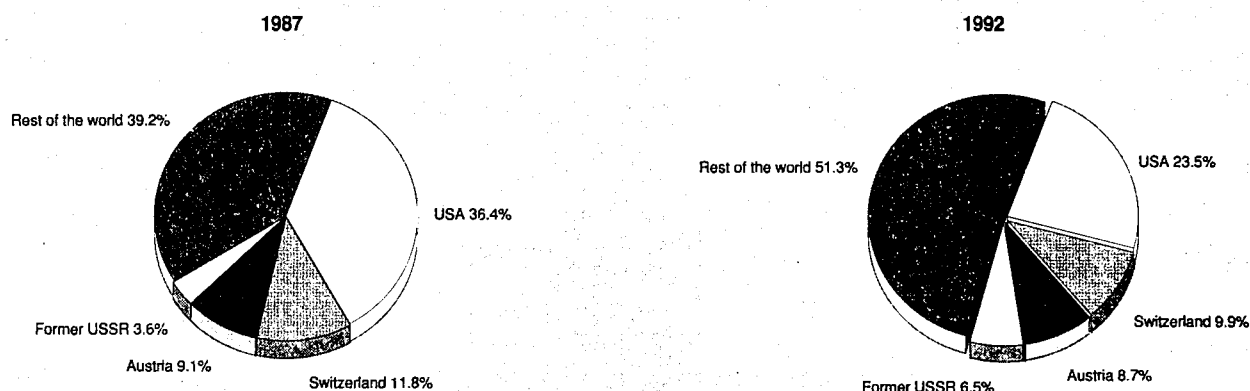 1987
Rest of the world 39.2%
USA 36.4%
Former USSR 3.6%
Austria 9.1%
Switzerland 11.8%
1992
Rest of the world 51.3%
USA 23.5%
Switzerland 9.9%
Austria 8.7%
Former USSR 6.5%